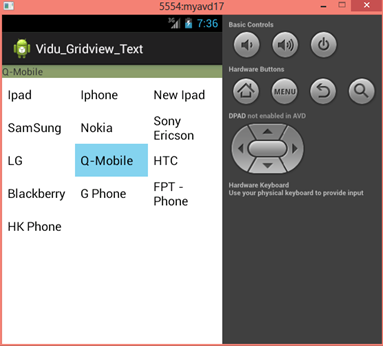 5554:myavd17
3G 7:36
Vidu_Gridview_Text
Q-Mobile
Ipad Iphone New Ipad
SamSung Nokia Sony Ericson
LG Q-Mobile HTC
Blackberry G Phone FPT - Phone
HK Phone
Basic Controls
Hardware Buttons
MENU
DPAD not enabled in AVD
Hardware Keyboard
Use your physical keyboard to provide input